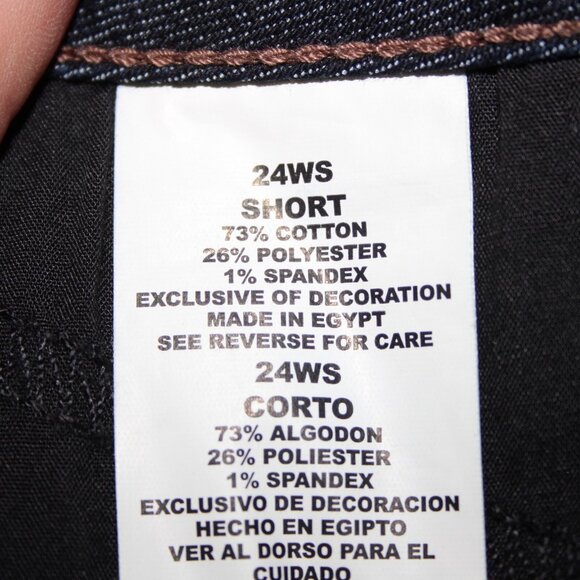 24WS
SHORT
73% COTTON
26% POLYESTER
1% SPANDEX
EXCLUSIVE OF DECORATION
MADE IN EGYPT
SEE REVERSE FOR CARE
24WS
CORTO
73% ALGODON
26% POLIESTER
1% SPANDEX
EXCLUSIVO DE DECORACION
HECHO EN EGIPTO
VER AL DORSO PARA EL
CUIDADO